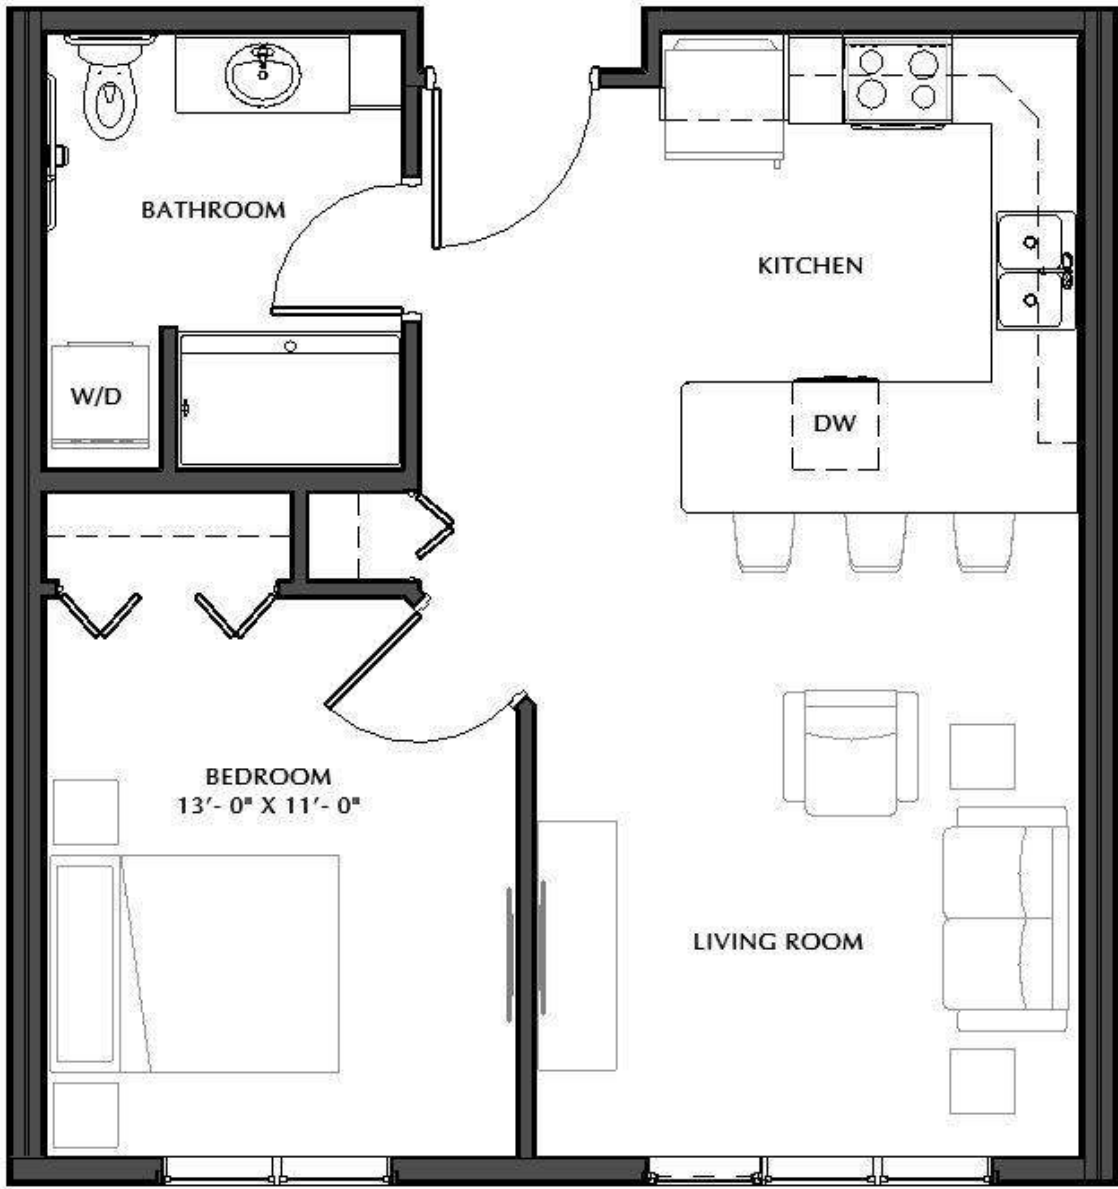 BATHROOM
KITCHEN
W/D
DW
BEDROOM
13'- 0" X 11'- 0"
LIVING ROOM